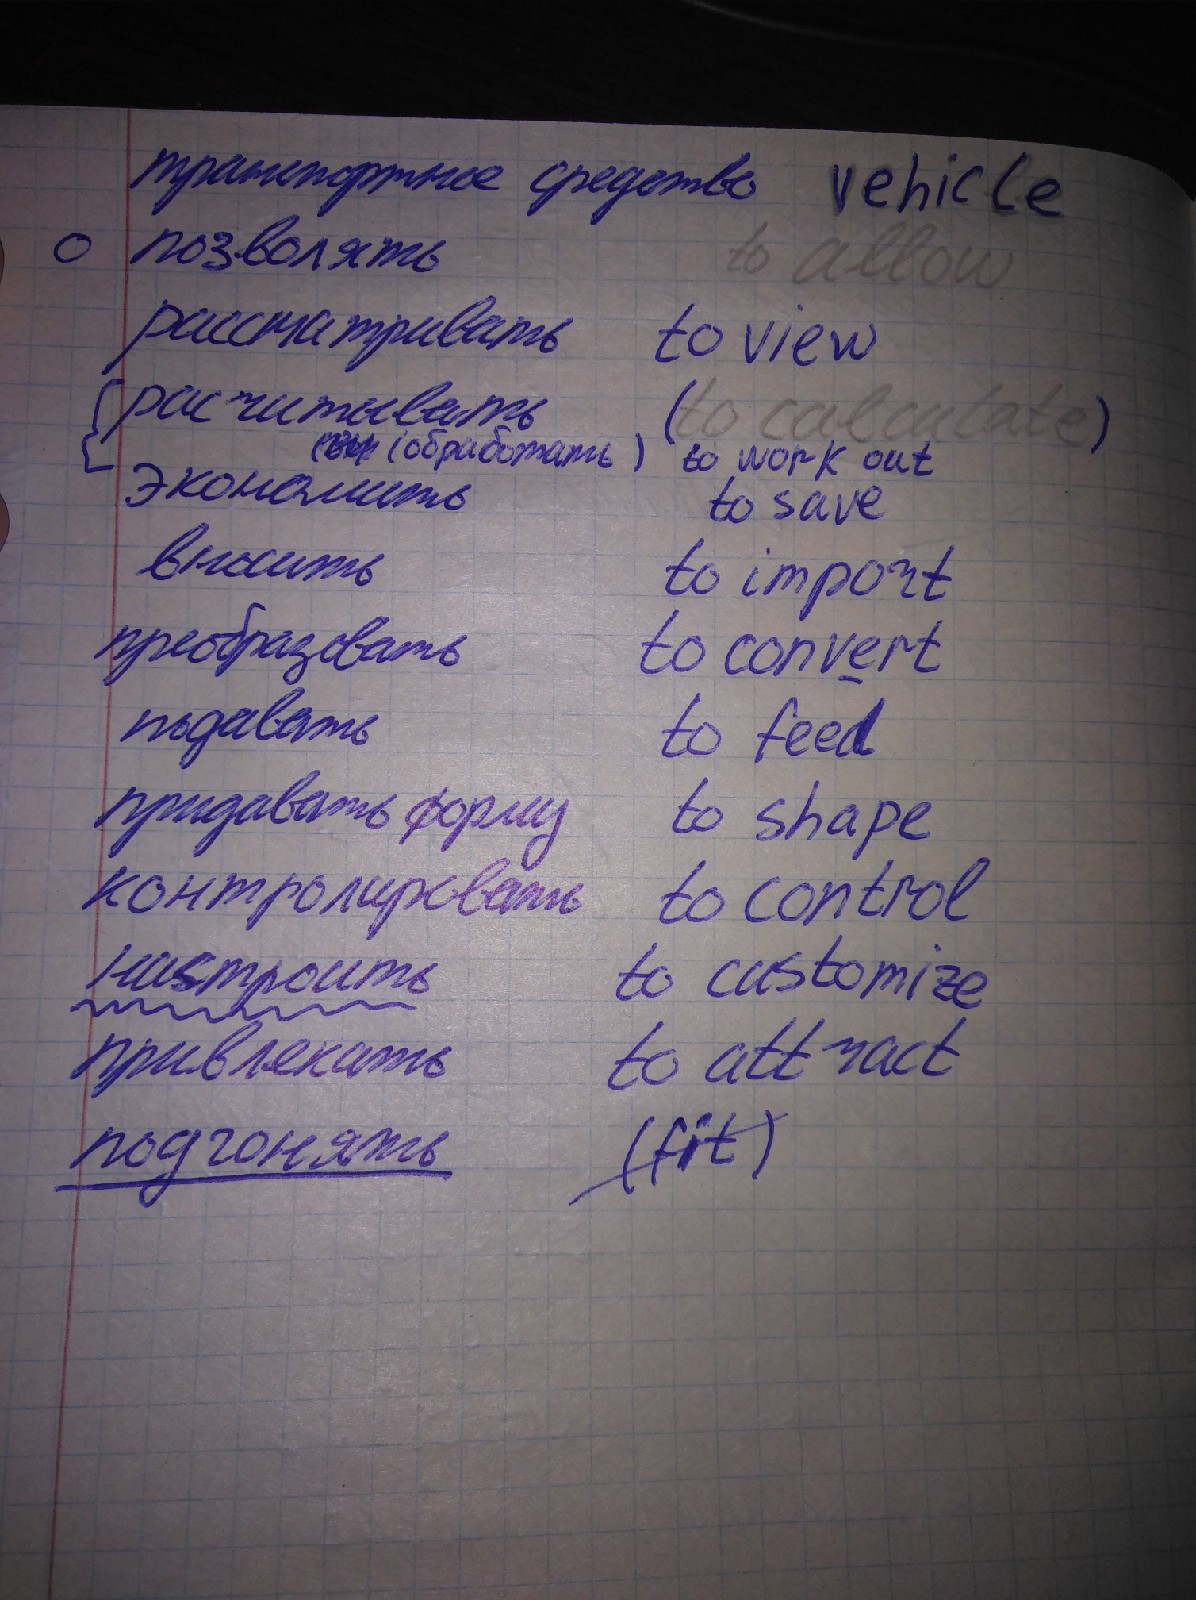 транспортное средство vehicle
позволять to allow
рассматривать to view
расчитывать (to calculate)
(обработать) to work out
экономить to save
вносить to import
преобразовать to convert
подавать to feed
придавать форму to shape
контролировать to control
настроить to customize
привлекать to attract
подгонять (fit)